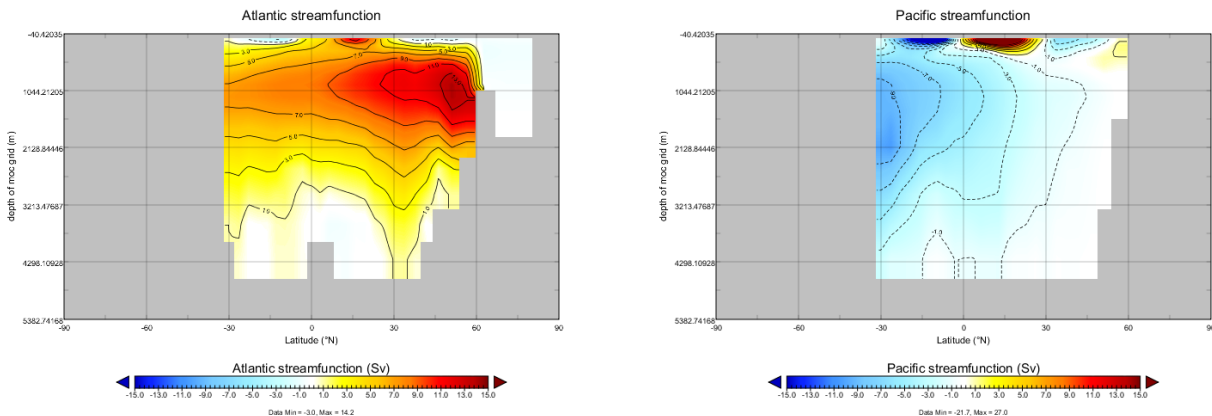 Atlantic streamfunction
-40.42035
1044.21205
2128.84446
3213.47687
4298.10928
5382.74168
depth of moc grid (m)
-90 -60 -30 0 30 60 90
Latitude (°N)
Atlantic streamfunction (Sv)
-15.0 -13.0 -11.0 -9.0 -7.0 -5.0 -3.0 -1.0 1.0 3.0 5.0 7.0 9.0 11.0 13.0 15.0
Data Min = -3.0, Max = 14.2
Pacific streamfunction
-40.42035
1044.21205
2128.84446
3213.47687
4298.10928
5382.74168
depth of moc grid (m)
-90 -60 -30 0 30 60 90
Latitude (°N)
Pacific streamfunction (Sv)
-15.0 -13.0 -11.0 -9.0 -7.0 -5.0 -3.0 -1.0 1.0 3.0 5.0 7.0 9.0 11.0 13.0 15.0
Data Min = -21.7, Max = 27.0